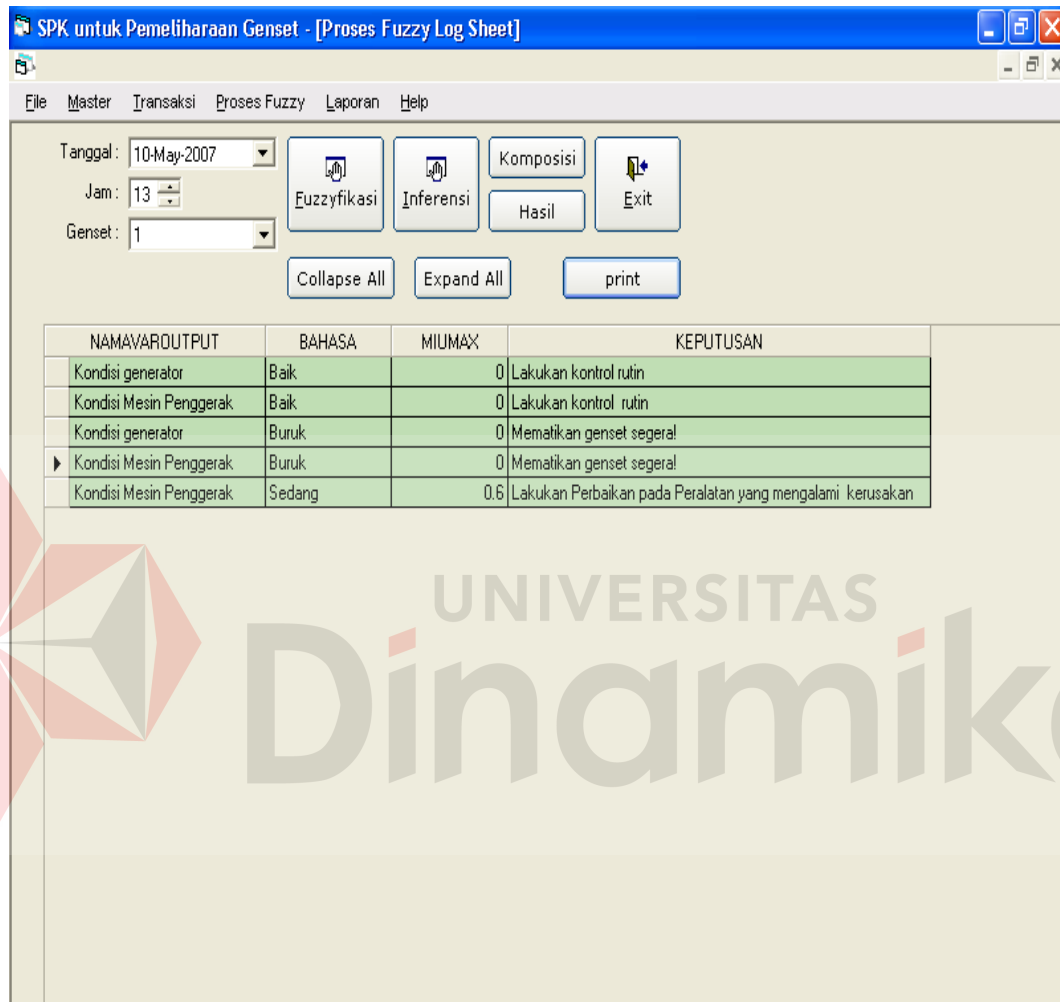 SPK untuk Pemeliharaan Genset - [Proses Fuzzy Log Sheet]
File Master Transaksi Proses Fuzzy Laporan Help
Tanggal : 10-May-2007
Jam : 13
Genset : 1
Fuzzyfikasi
Inferensi
Komposisi
Hasil
Exit
Collapse All Expand All print
NAMAVAROUTPUT BAHASA MIUMAX KEPUTUSAN
Kondisi generator Baik 0 Lakukan kontrol rutin
Kondisi Mesin Penggerak Baik 0 Lakukan kontrol rutin
Kondisi generator Buruk 0 Mematikan genset segera!
Kondisi Mesin Penggerak Buruk 0 Mematikan genset segera!
Kondisi Mesin Penggerak Sedang 0.6 Lakukan Perbaikan pada Peralatan yang mengalami kerusakan
UNIVERSITAS
Dinamika